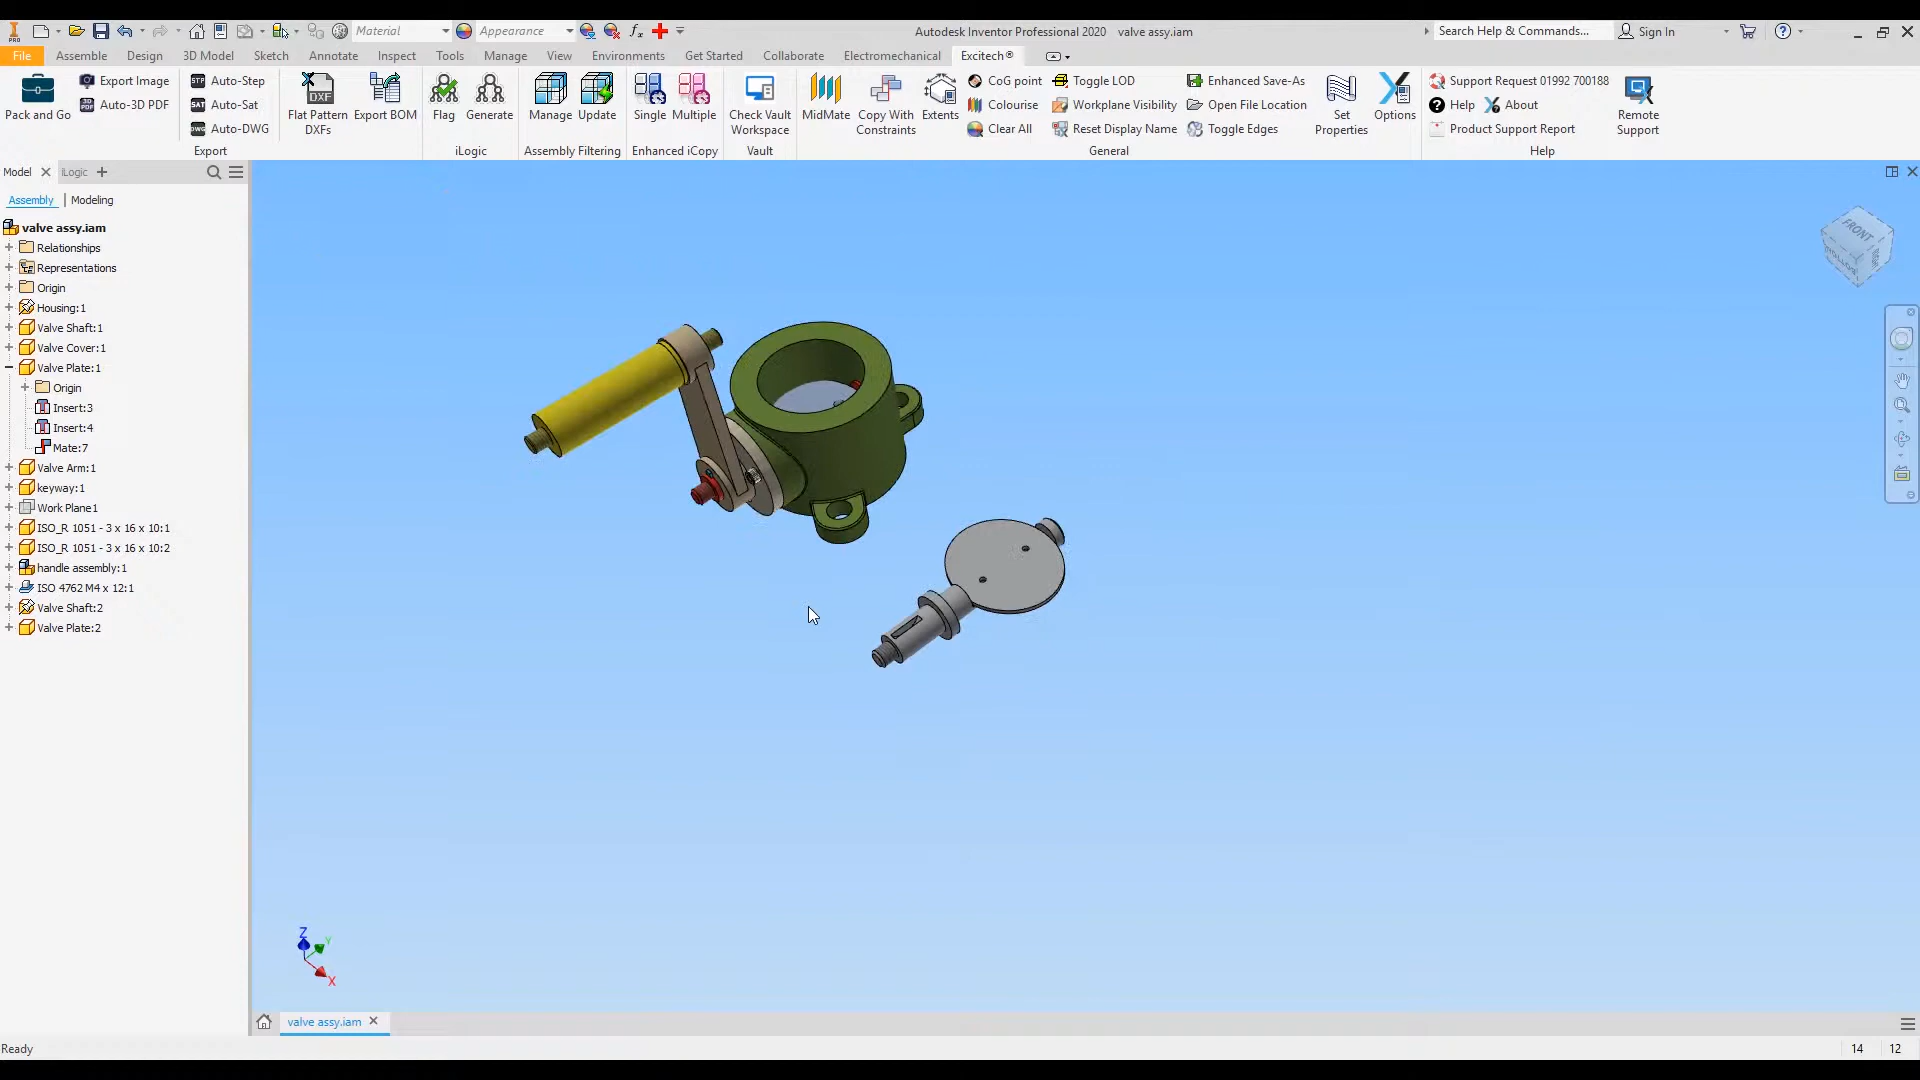 Material
Appearance
Autodesk Inventor Professional 2020 valve assy.iam
Search Help & Commands...
Sign In
File Assemble Design 3D Model Sketch Annotate Inspect Tools Manage View Environments Get Started Collaborate Electromechanical Excitech®
Pack and Go
Export Image
Auto-3D PDF
Auto-Step
Auto-Sat
Auto-DWG
Flat Pattern DXFs
Export BOM
Flag
Generate
Manage
Update
Single
Multiple
Check Vault Workspace
MidMate
Copy With Constraints
Extents
CoG point
Colourise
Clear All
Toggle LOD
Workplane Visibility
Reset Display Name
Enhanced Save-As
Open File Location
Toggle Edges
Set Properties
Options
Support Request 01992 700188
Help About
Product Support Report
Remote Support
Export iLogic Assembly Filtering Enhanced iCopy Vault General Help
Model iLogic
Assembly Modeling
valve assy.iam
Relationships
Representations
Origin
Housing:1
Valve Shaft:1
Valve Cover:1
Valve Plate:1
Origin
Insert:3
Insert:4
Mate:7
Valve Arm:1
keyway:1
Work Plane1
ISO_R 1051 - 3 x 16 x 10:1
ISO_R 1051 - 3 x 16 x 10:2
handle assembly:1
ISO 4762 M4 x 12:1
Valve Shaft:2
Valve Plate:2
FRONT
Z
Y
X
valve assy.iam
Ready
14 12